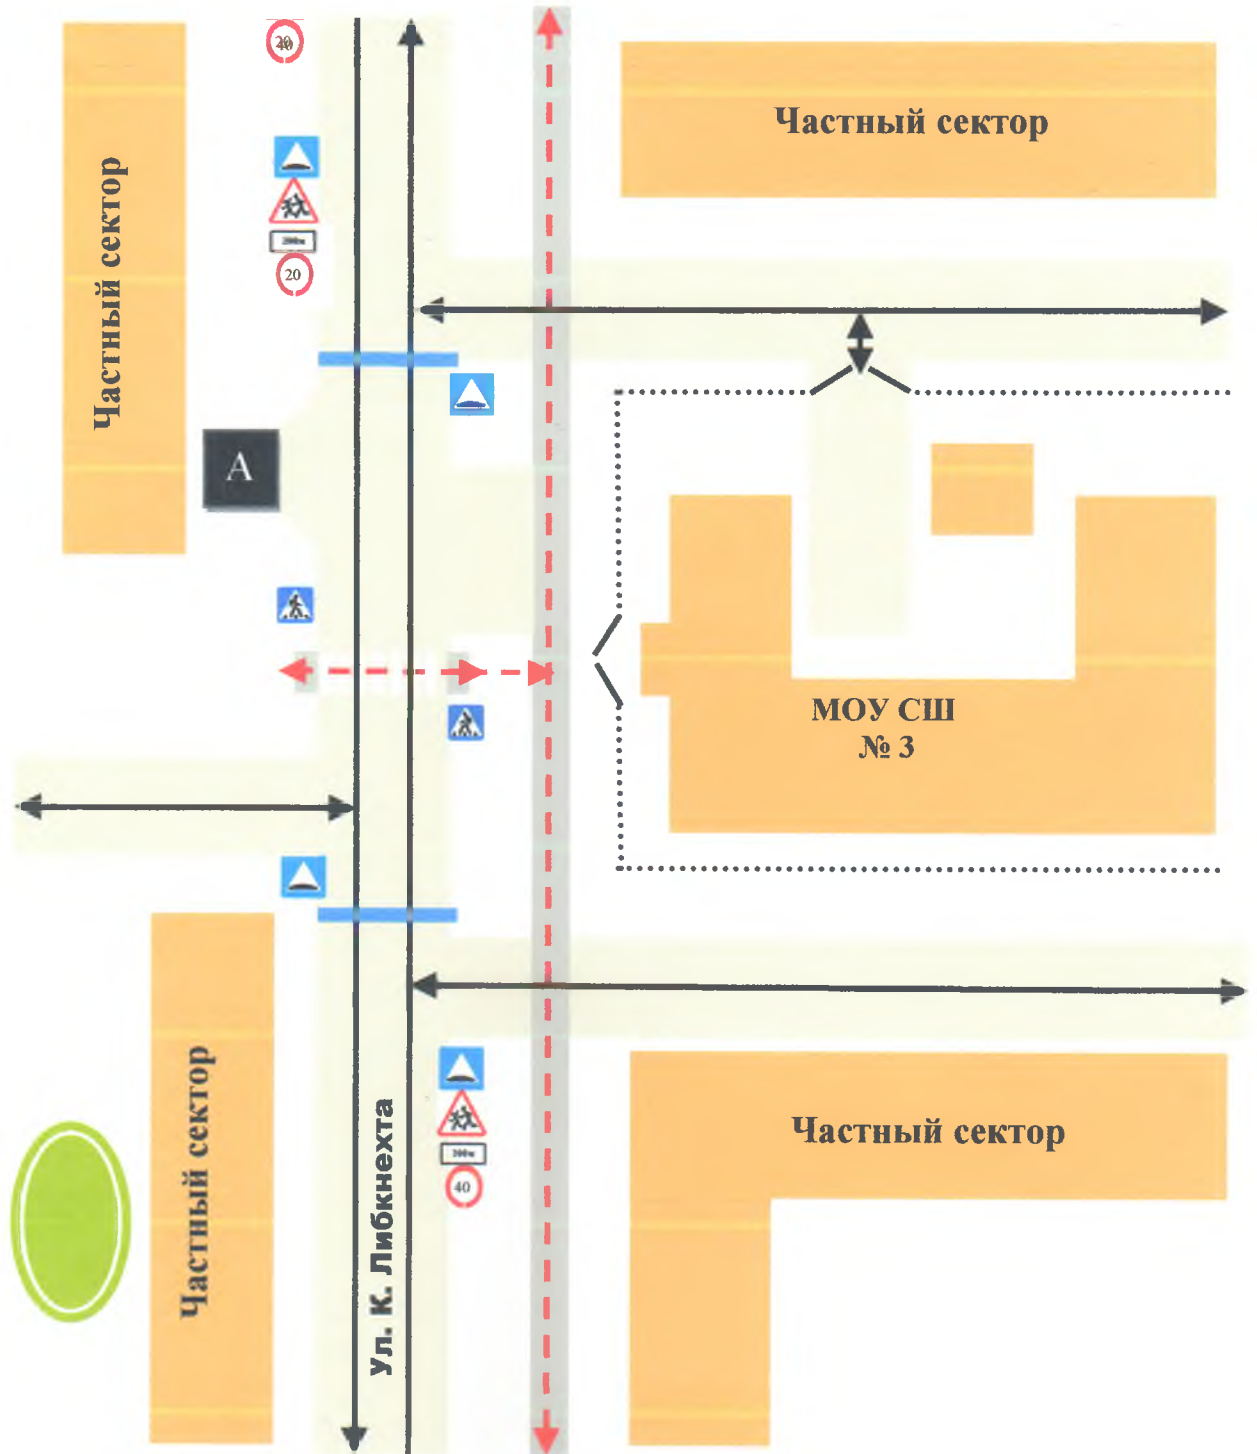 Частный сектор
Частный сектор
20
А
МОУ СШ
№ 3
Частный сектор
Ул. К. Либкнехта
40
Частный сектор